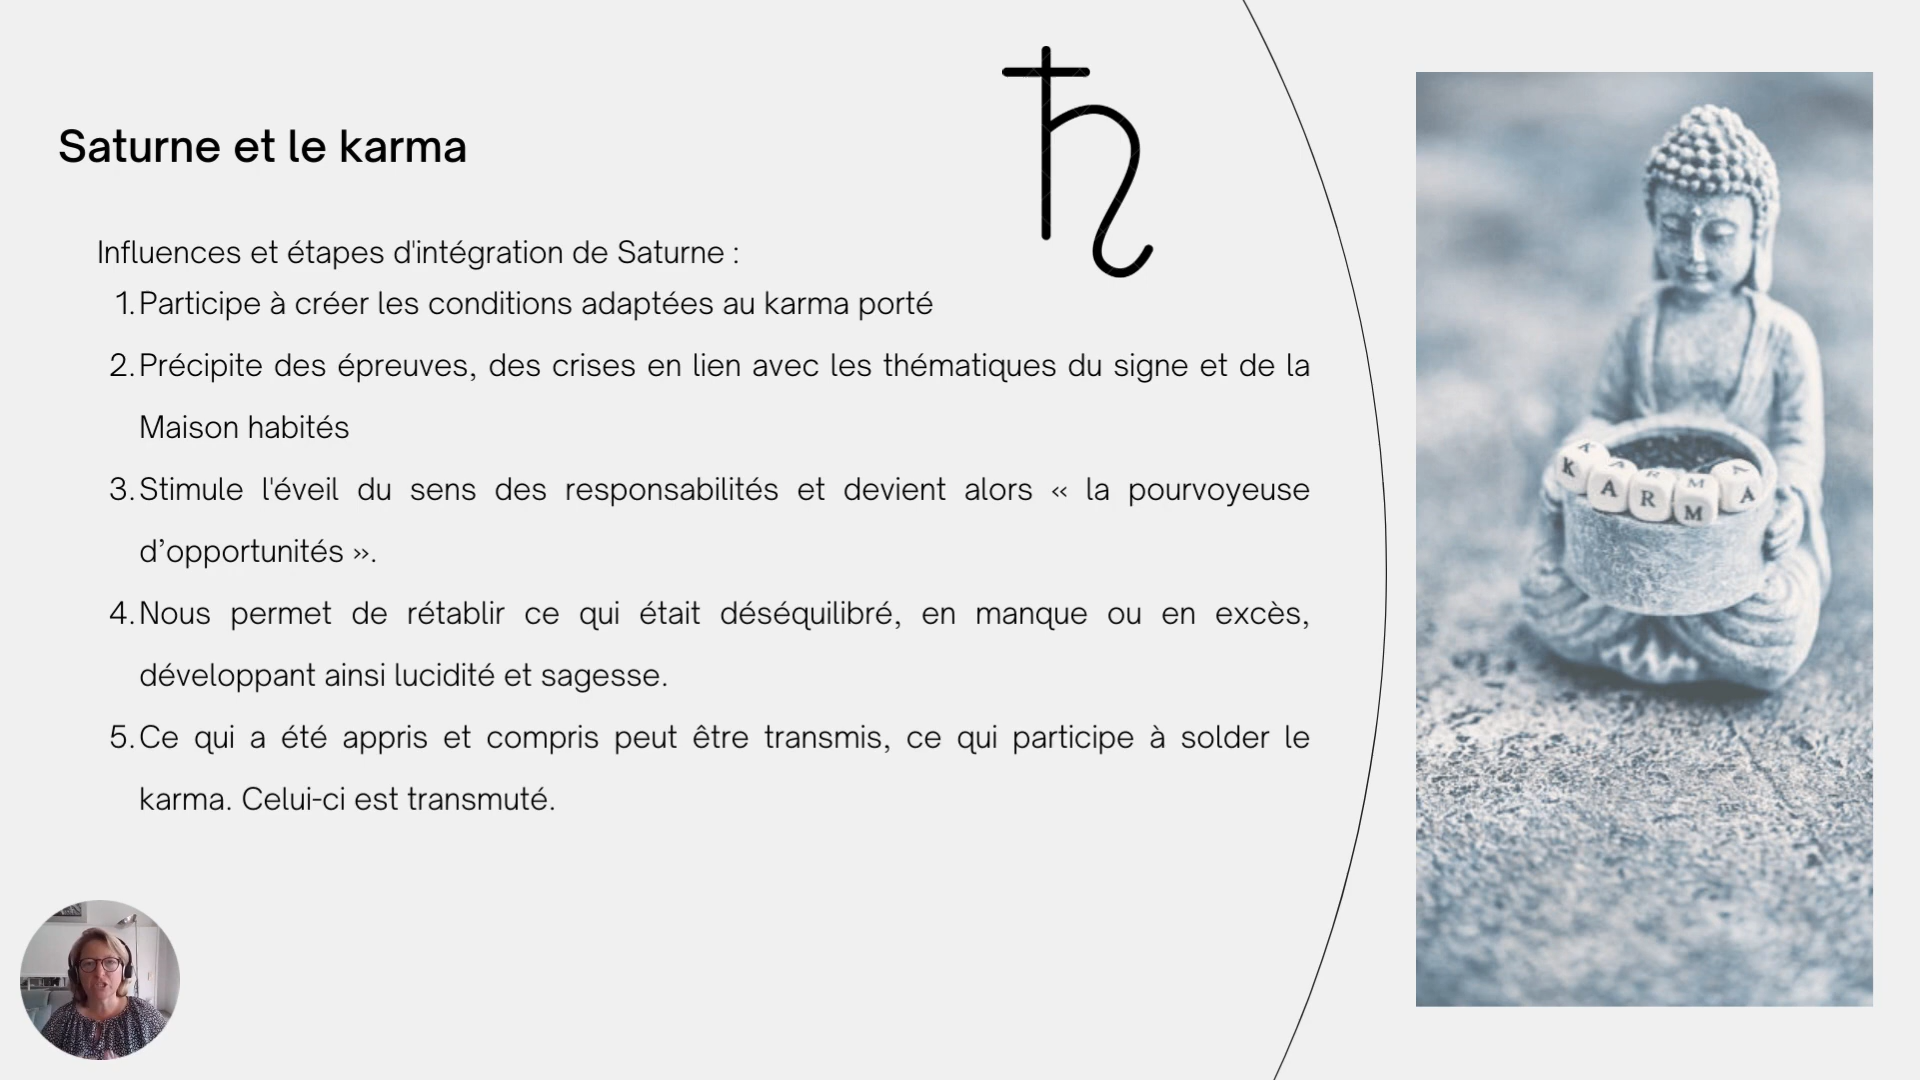 Saturne et le karma
Influences et étapes d'intégration de Saturne :
1. Participe à créer les conditions adaptées au karma porté
2. Précipite des épreuves, des crises en lien avec les thématiques du signe et de la
Maison habités
3. Stimule l'éveil du sens des responsabilités et devient alors « la pourvoyeuse
d’opportunités ».
4. Nous permet de rétablir ce qui était déséquilibré, en manque ou en excès,
développant ainsi lucidité et sagesse.
5. Ce qui a été appris et compris peut être transmis, ce qui participe à solder le
karma. Celui-ci est transmuté.
KARMA